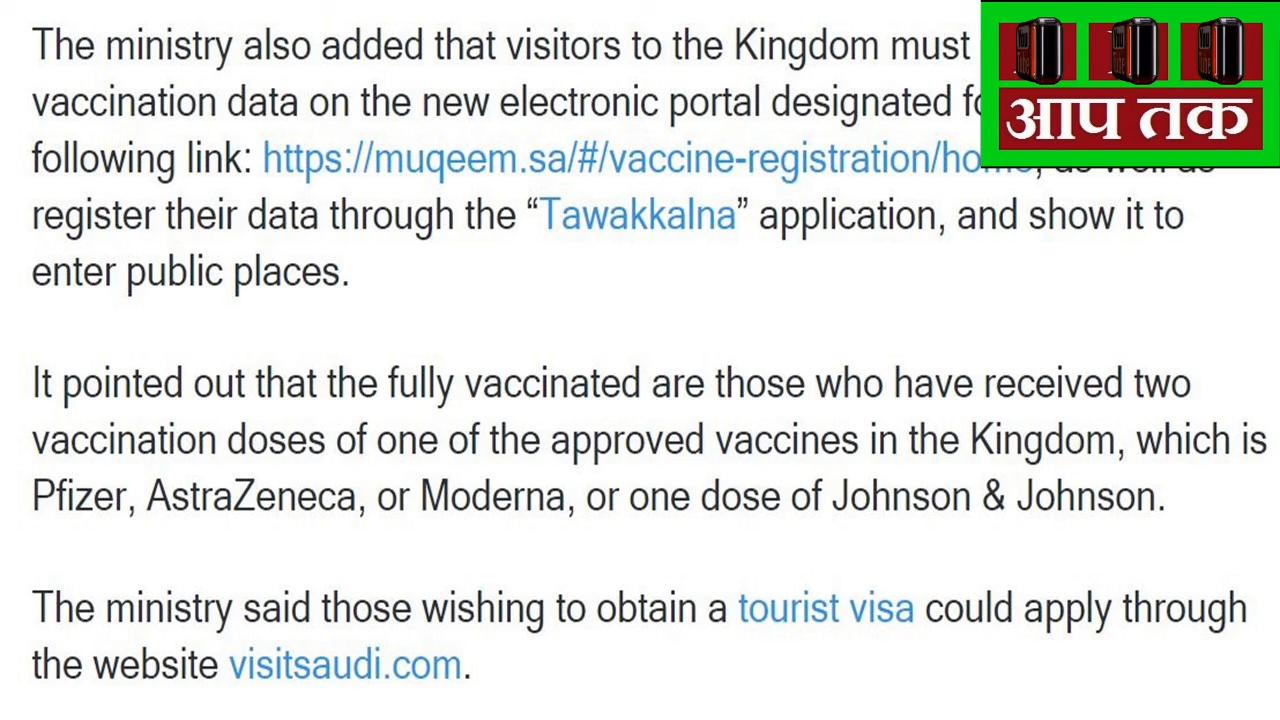 The ministry also added that visitors to the Kingdom must
vaccination data on the new electronic portal designated
following link: https://muqeem.sa/#/vaccine-registration/
register their data through the “Tawakkalna” application, and show it to
enter public places.
It pointed out that the fully vaccinated are those who have received two
vaccination doses of one of the approved vaccines in the Kingdom, which is
Pfizer, AstraZeneca, or Moderna, or one dose of Johnson & Johnson.
The ministry said those wishing to obtain a tourist visa could apply through
the website visitsaudi.com.
आप तक